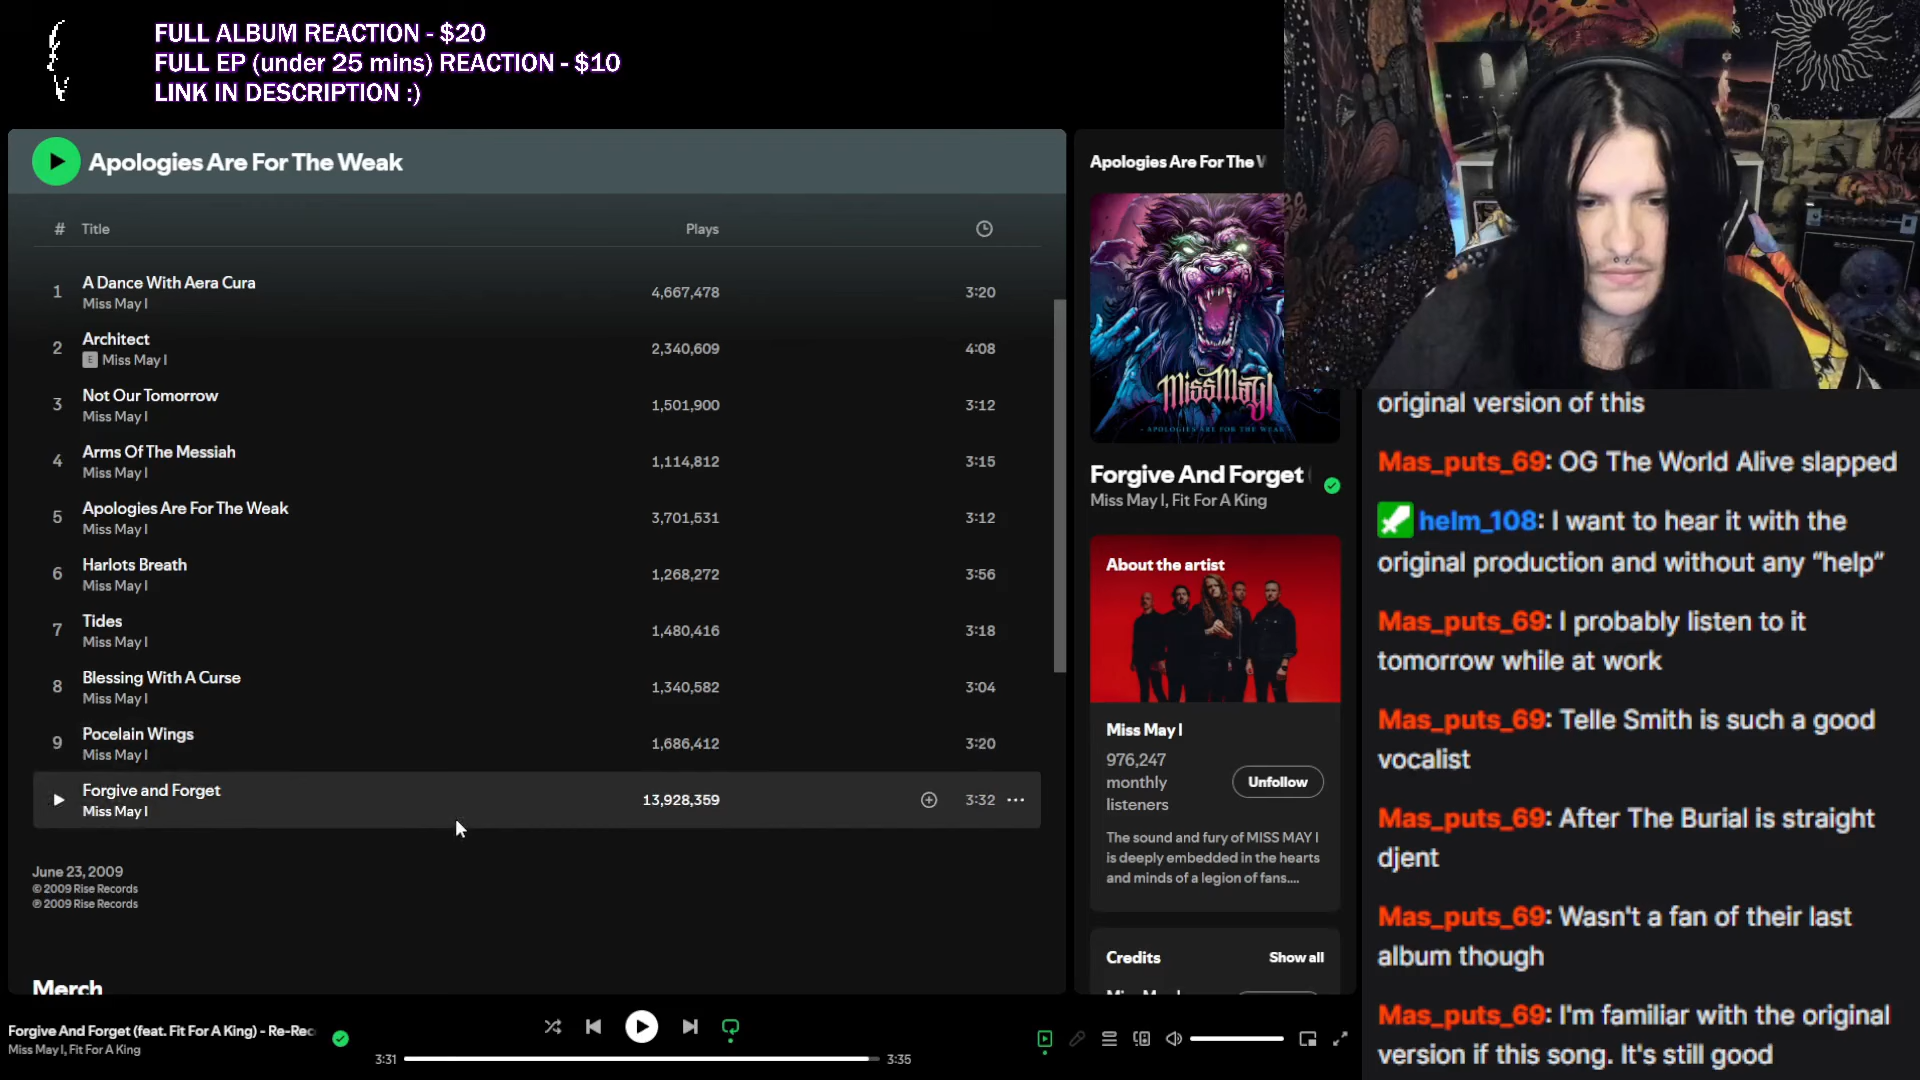 FULL ALBUM REACTION - $20
FULL EP (under 25 mins) REACTION - $10
LINK IN DESCRIPTION :)
Apologies Are For The Weak
# Title Plays
1 A Dance With Aera Cura 4,667,478 3:20
Miss May I
2 Architect 2,340,609 4:08
E Miss May I
3 Not Our Tomorrow 1,501,900 3:12
Miss May I
4 Arms Of The Messiah 1,114,812 3:15
Miss May I
5 Apologies Are For The Weak 3,701,531 3:12
Miss May I
6 Harlots Breath 1,268,272 3:56
Miss May I
7 Tides 1,480,416 3:18
Miss May I
8 Blessing With A Curse 1,340,582 3:04
Miss May I
9 Pocelain Wings 1,686,412 3:20
Miss May I
Forgive and Forget 13,928,359 3:32
Miss May I
June 23, 2009
© 2009 Rise Records
℗ 2009 Rise Records
Merch
Apologies Are For The W
MISS MAY I
- APOLOGIES ARE FOR THE WEAK -
Forgive And Forget (
Miss May I, Fit For A King
About the artist
Miss May I
976,247
monthly
listeners
Unfollow
The sound and fury of MISS MAY I
is deeply embedded in the hearts
and minds of a legion of fans....
Credits Show all
original version of this
Mas_puts_69: OG The World Alive slapped
helm_108: I want to hear it with the
original production and without any “help”
Mas_puts_69: I probably listen to it
tomorrow while at work
Mas_puts_69: Telle Smith is such a good
vocalist
Mas_puts_69: After The Burial is straight
djent
Mas_puts_69: Wasn't a fan of their last
album though
Mas_puts_69: I'm familiar with the original
version if this song. It's still good
Forgive And Forget (feat. Fit For A King) - Re-Rec
Miss May I, Fit For A King
3:31 3:35